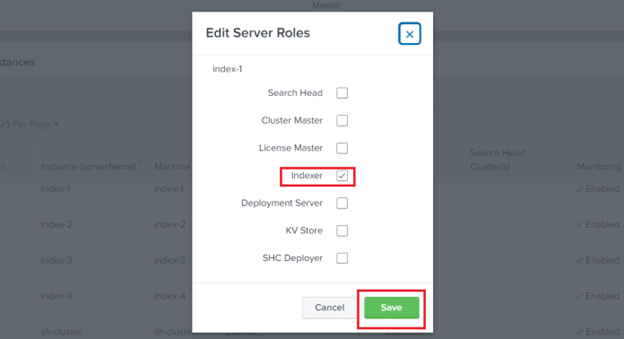 Master
Edit Server Roles
stances
index-1
Search Head
25 Per Page
Cluster Master
License Master
Search Head
Cluster(s)
Instance (serverName)
Machine
Monitoring
Indexer
index-1
index-1
Enabled
Deployment Server
index-2
index-2
Enabled
KV Store
index-3
index-3
Enabled
SHC Deployer
index-4
index-4
Enabled
Cancel
Save
sh-cluster
sh-cluste
Enabled